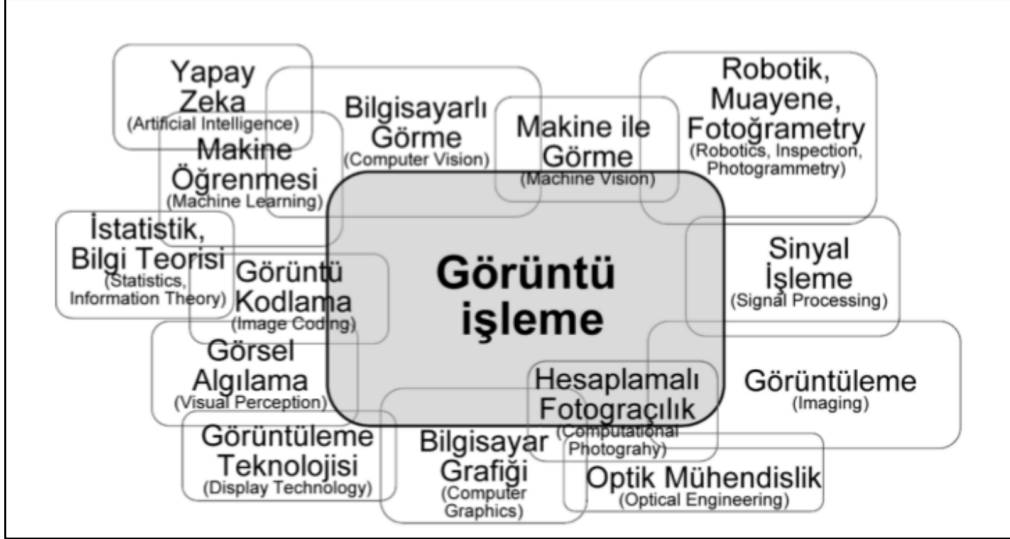 Yapay
Zeka
(Artificial Intelligence)
Makine
Öğrenmesi
(Machine Learning)
Bilgisayarlı
Görme
(Computer Vision)
Makine ile
Görme
(Machine Vision)
Robotik,
Muayene,
Fotoğrametry
(Robotics, Inspection,
Photogrammetry)
İstatistik,
Bilgi Teorisi
(Statistics,
Information Theory)
Görüntü
Kodlama
(Image Coding)
Görüntü
işleme
Sinyal
İşleme
(Signal Processing)
Görsel
Algılama
(Visual Perception)
Hesaplamalı
Fotograçılık
(Computational
Photograhy)
Görüntüleme
(Imaging)
Görüntüleme
Teknolojisi
(Display Technology)
Bilgisayar
Grafiği
(Computer
Graphics)
Optik Mühendislik
(Optical Engineering)